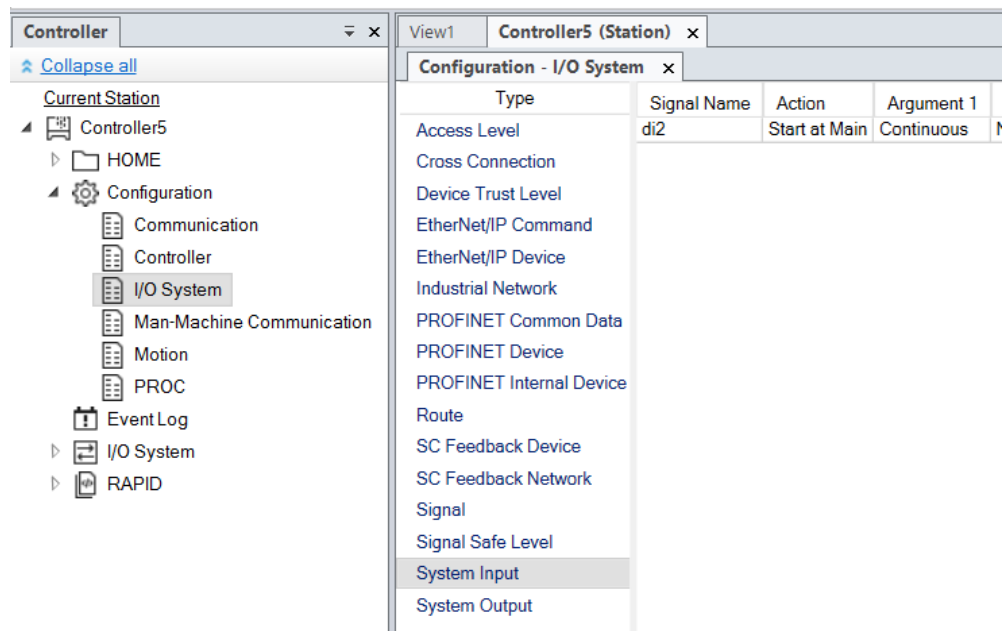 Controller
Collapse all
Current Station
Controller5
HOME
Configuration
Communication
Controller
I/O System
Man-Machine Communication
Motion
PROC
Event Log
I/O System
RAPID
View1 Controller5 (Station)
Configuration - I/O System
Type
Access Level
Cross Connection
Device Trust Level
EtherNet/IP Command
EtherNet/IP Device
Industrial Network
PROFINET Common Data
PROFINET Device
PROFINET Internal Device
Route
SC Feedback Device
SC Feedback Network
Signal
Signal Safe Level
System Input
System Output
Signal Name Action Argument 1
di2 Start at Main Continuous